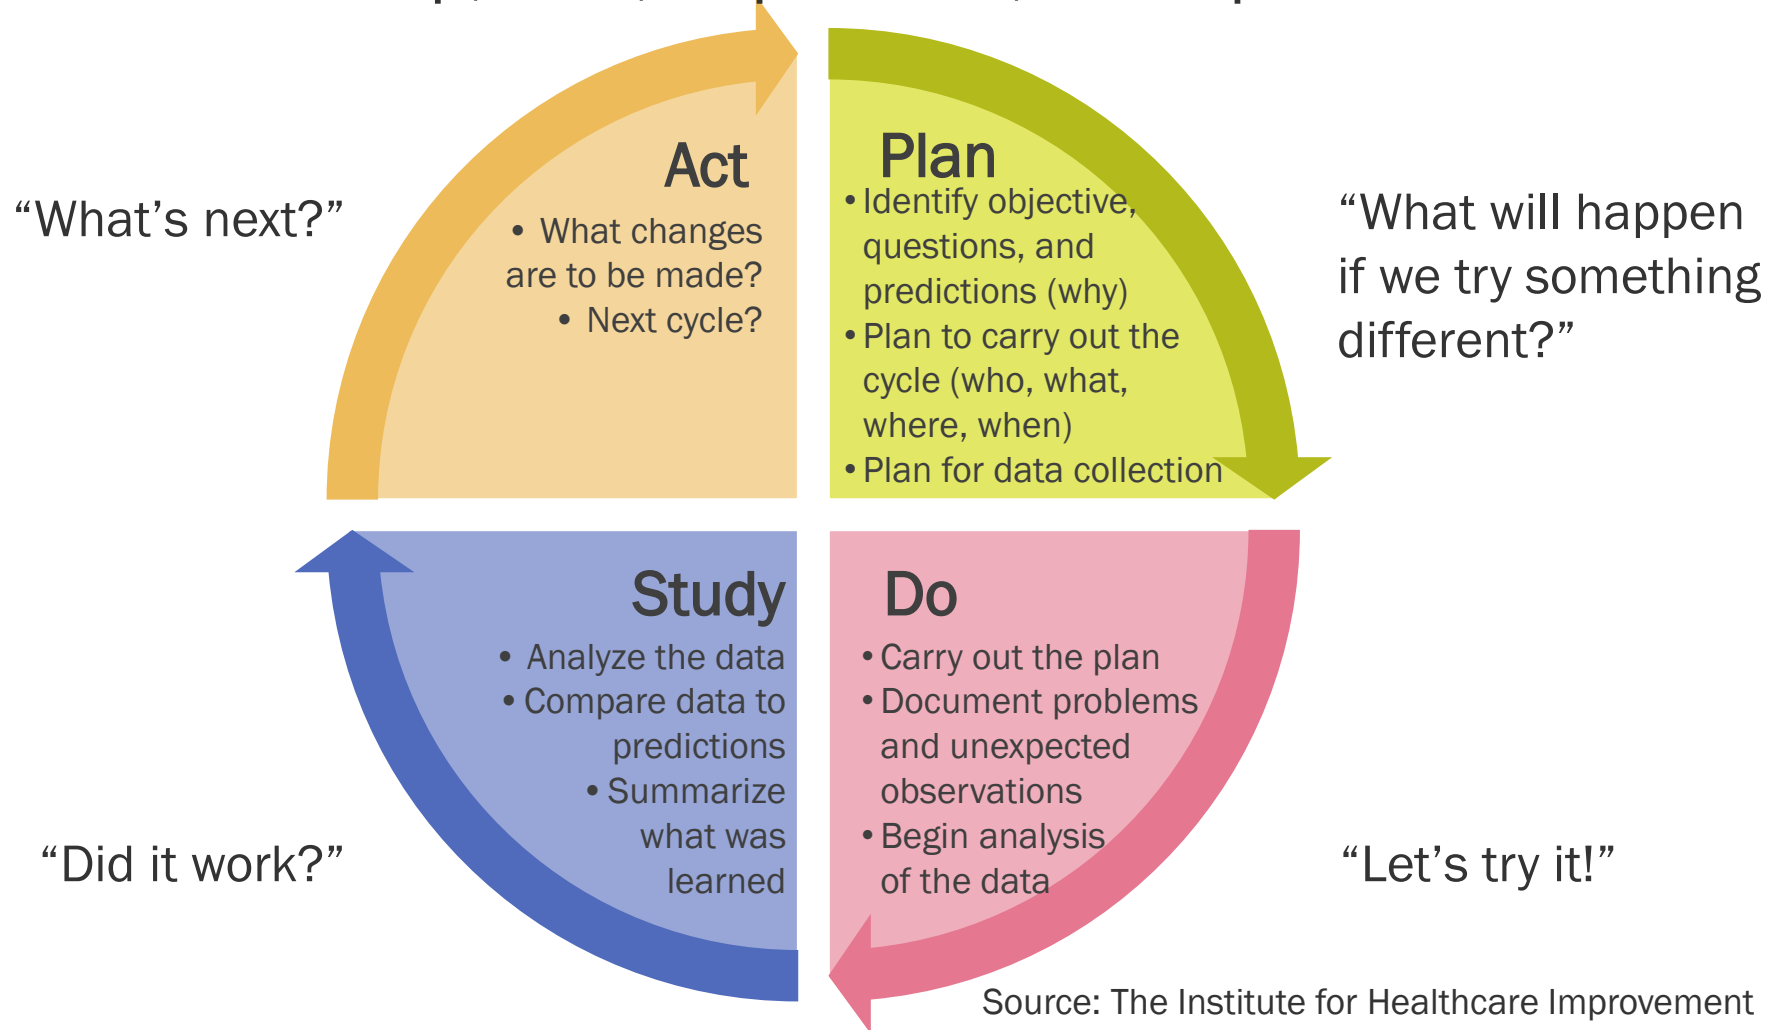 “What’s next?”
Act
• What changes
are to be made?
• Next cycle?
Plan
• Identify objective,
questions, and
predictions (why)
• Plan to carry out the
cycle (who, what,
where, when)
• Plan for data collection
“What will happen
if we try something
different?”
“Did it work?”
Study
• Analyze the data
• Compare data to
predictions
• Summarize
what was
learned
Do
• Carry out the plan
• Document problems
and unexpected
observations
• Begin analysis
of the data
“Let’s try it!”
Source: The Institute for Healthcare Improvement